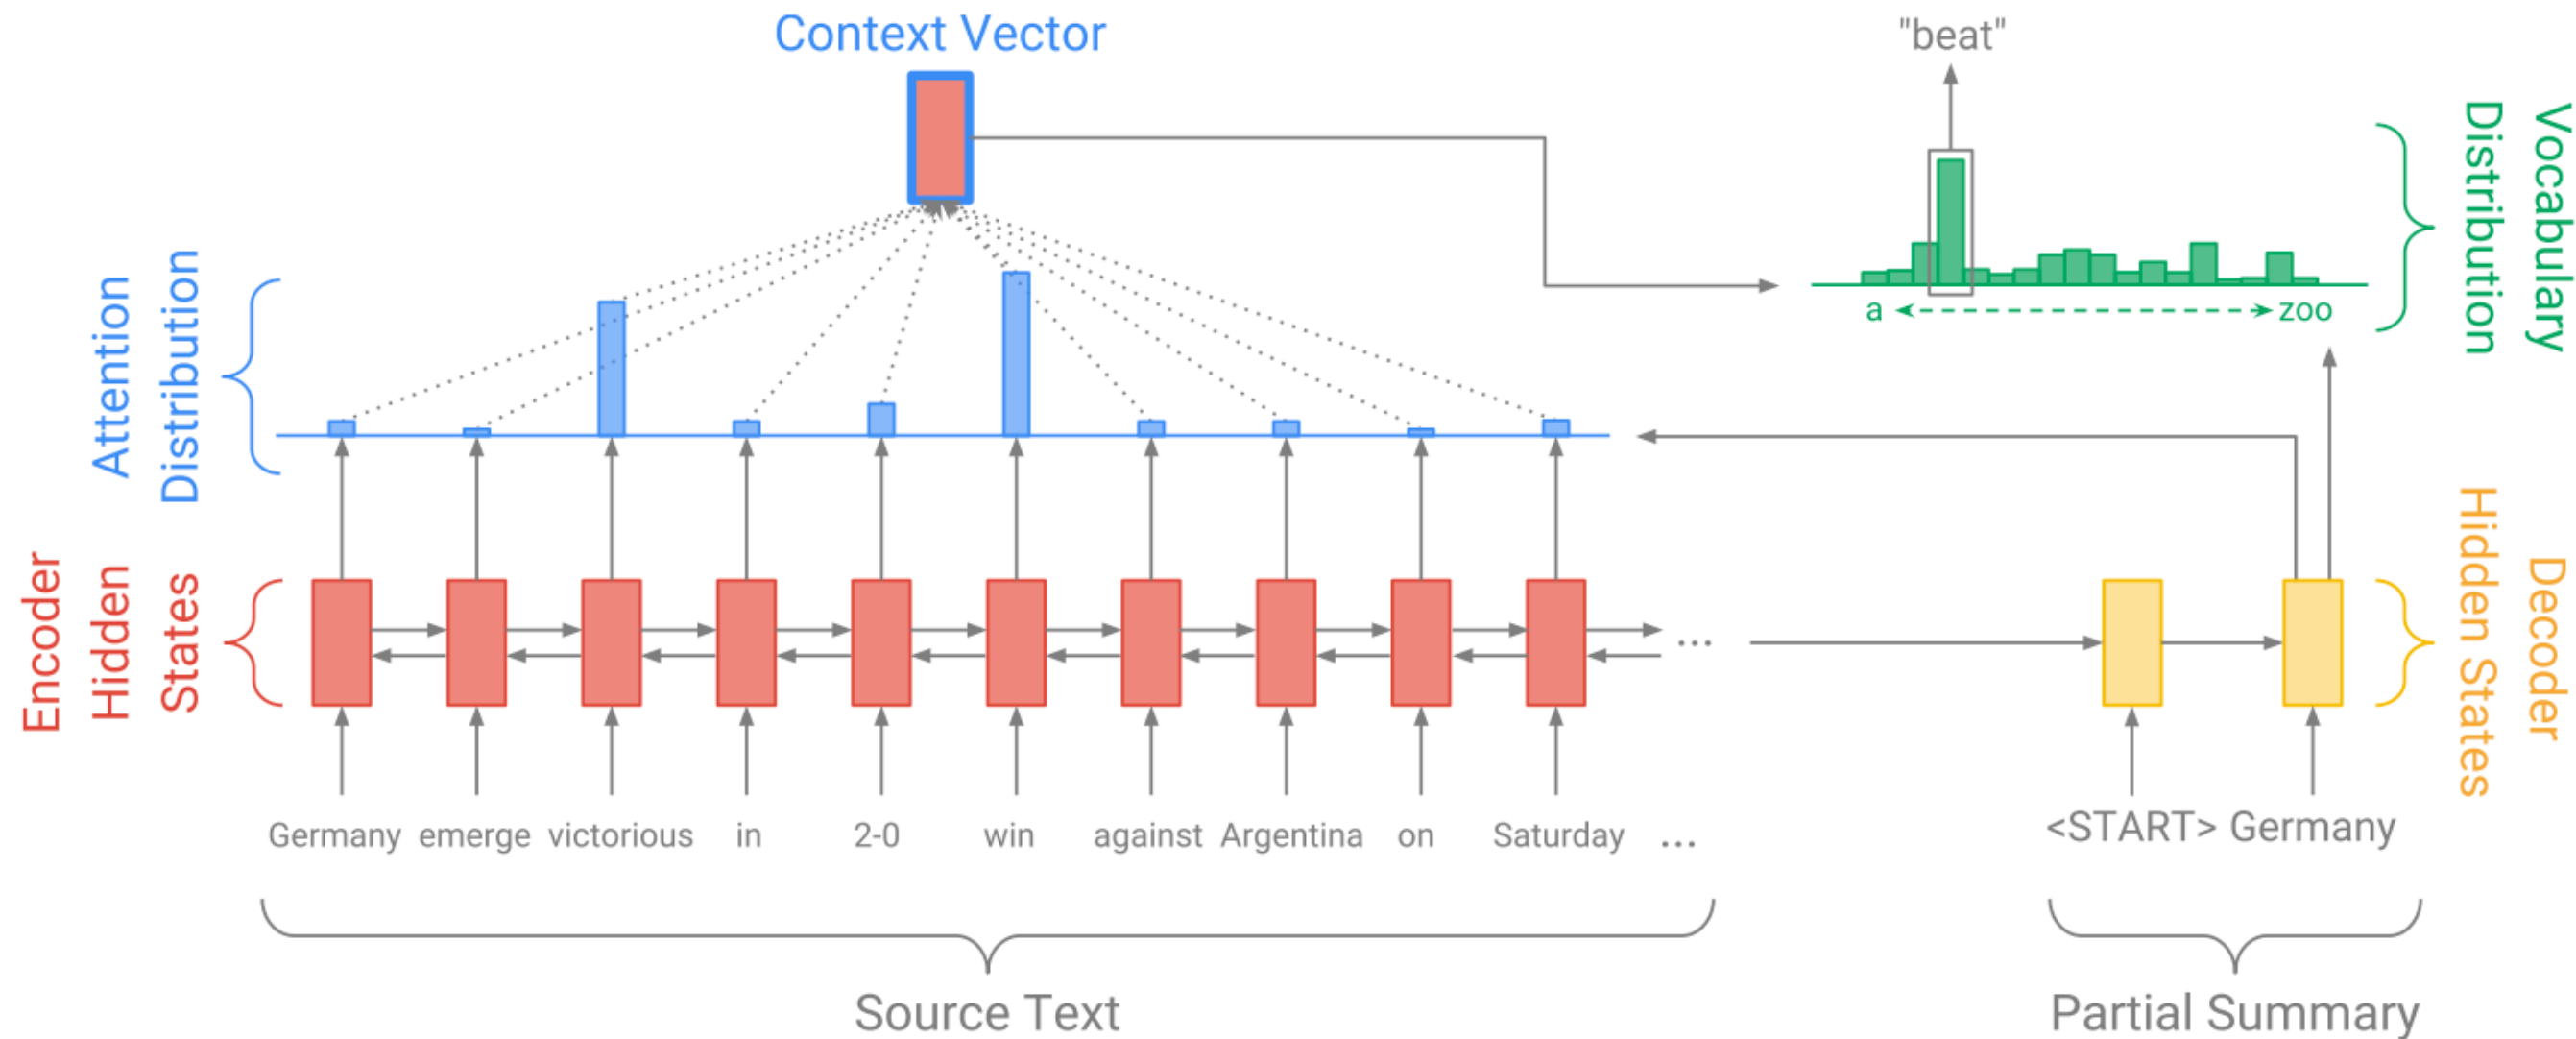 Context Vector
"beat"
Attention
Distribution
Vocabulary
Distribution
a
zoo
Encoder
Hidden
States
Decoder
Hidden States
...
Germany emerge victorious in 2-0 win against Argentina on Saturday ...
<START> Germany
Source Text
Partial Summary